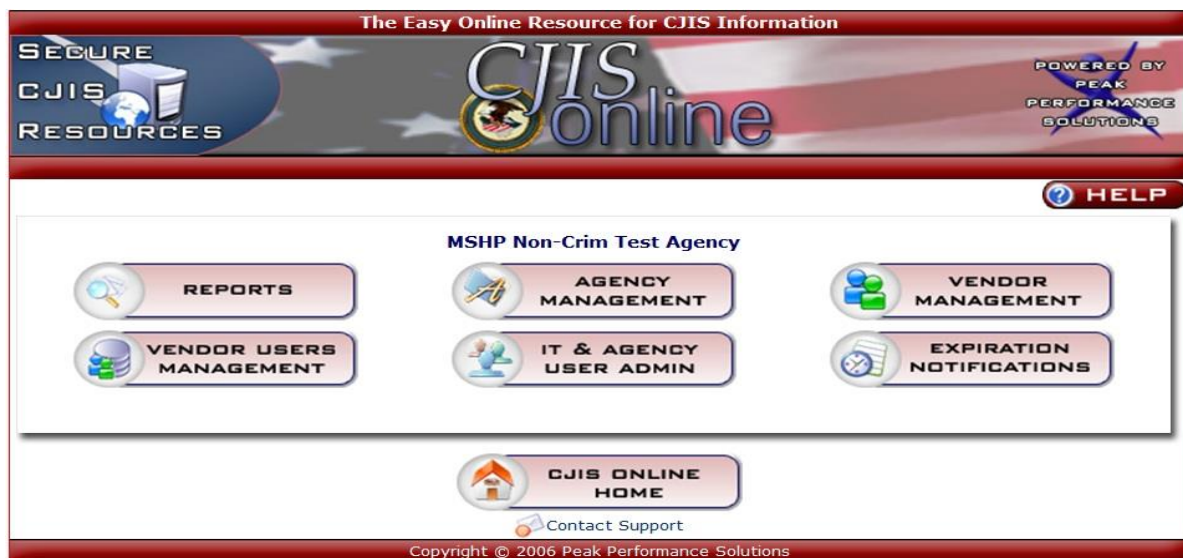 The Easy Online Resource for CJIS Information
SECURE
CJIS
RESOURCES
CJIS
online
POWERED BY
PEAK
PERFORMANCE
SOLUTIONS
HELP
MSHP Non-Crim Test Agency
REPORTS
AGENCY
MANAGEMENT
VENDOR
MANAGEMENT
VENDOR USERS
MANAGEMENT
IT & AGENCY
USER ADMIN
EXPIRATION
NOTIFICATIONS
CJIS ONLINE
HOME
Contact Support
Copyright © 2006 Peak Performance Solutions